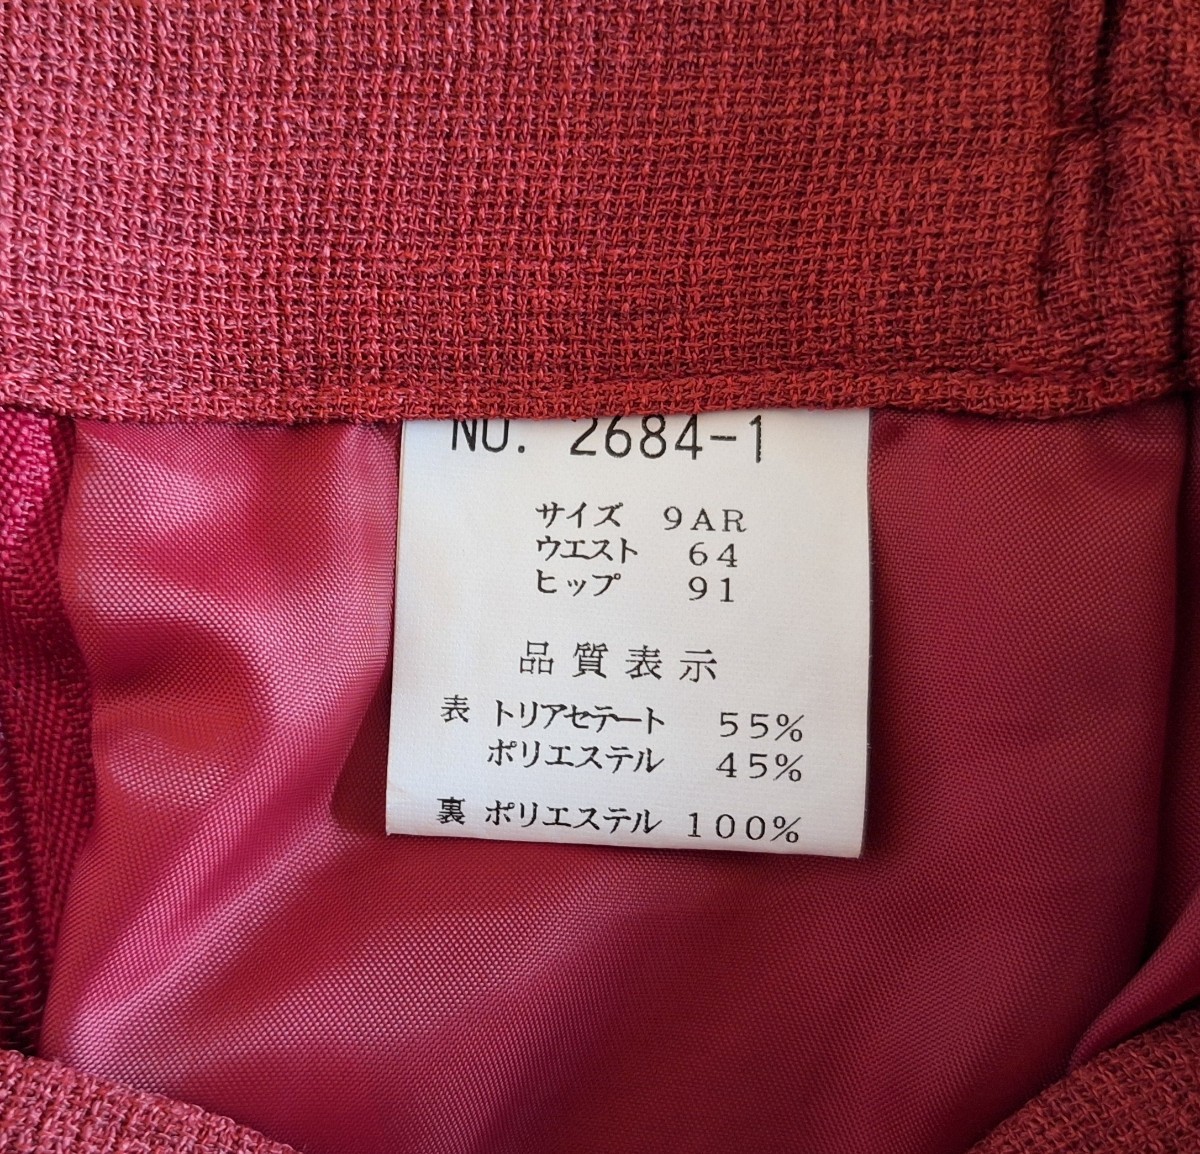 NO. 2684-1
サイズ 9AR
ウエスト 64
ヒップ 91
品質表示
表 トリアセテート 55%
ポリエステル 45%
裏 ポリエステル 100%